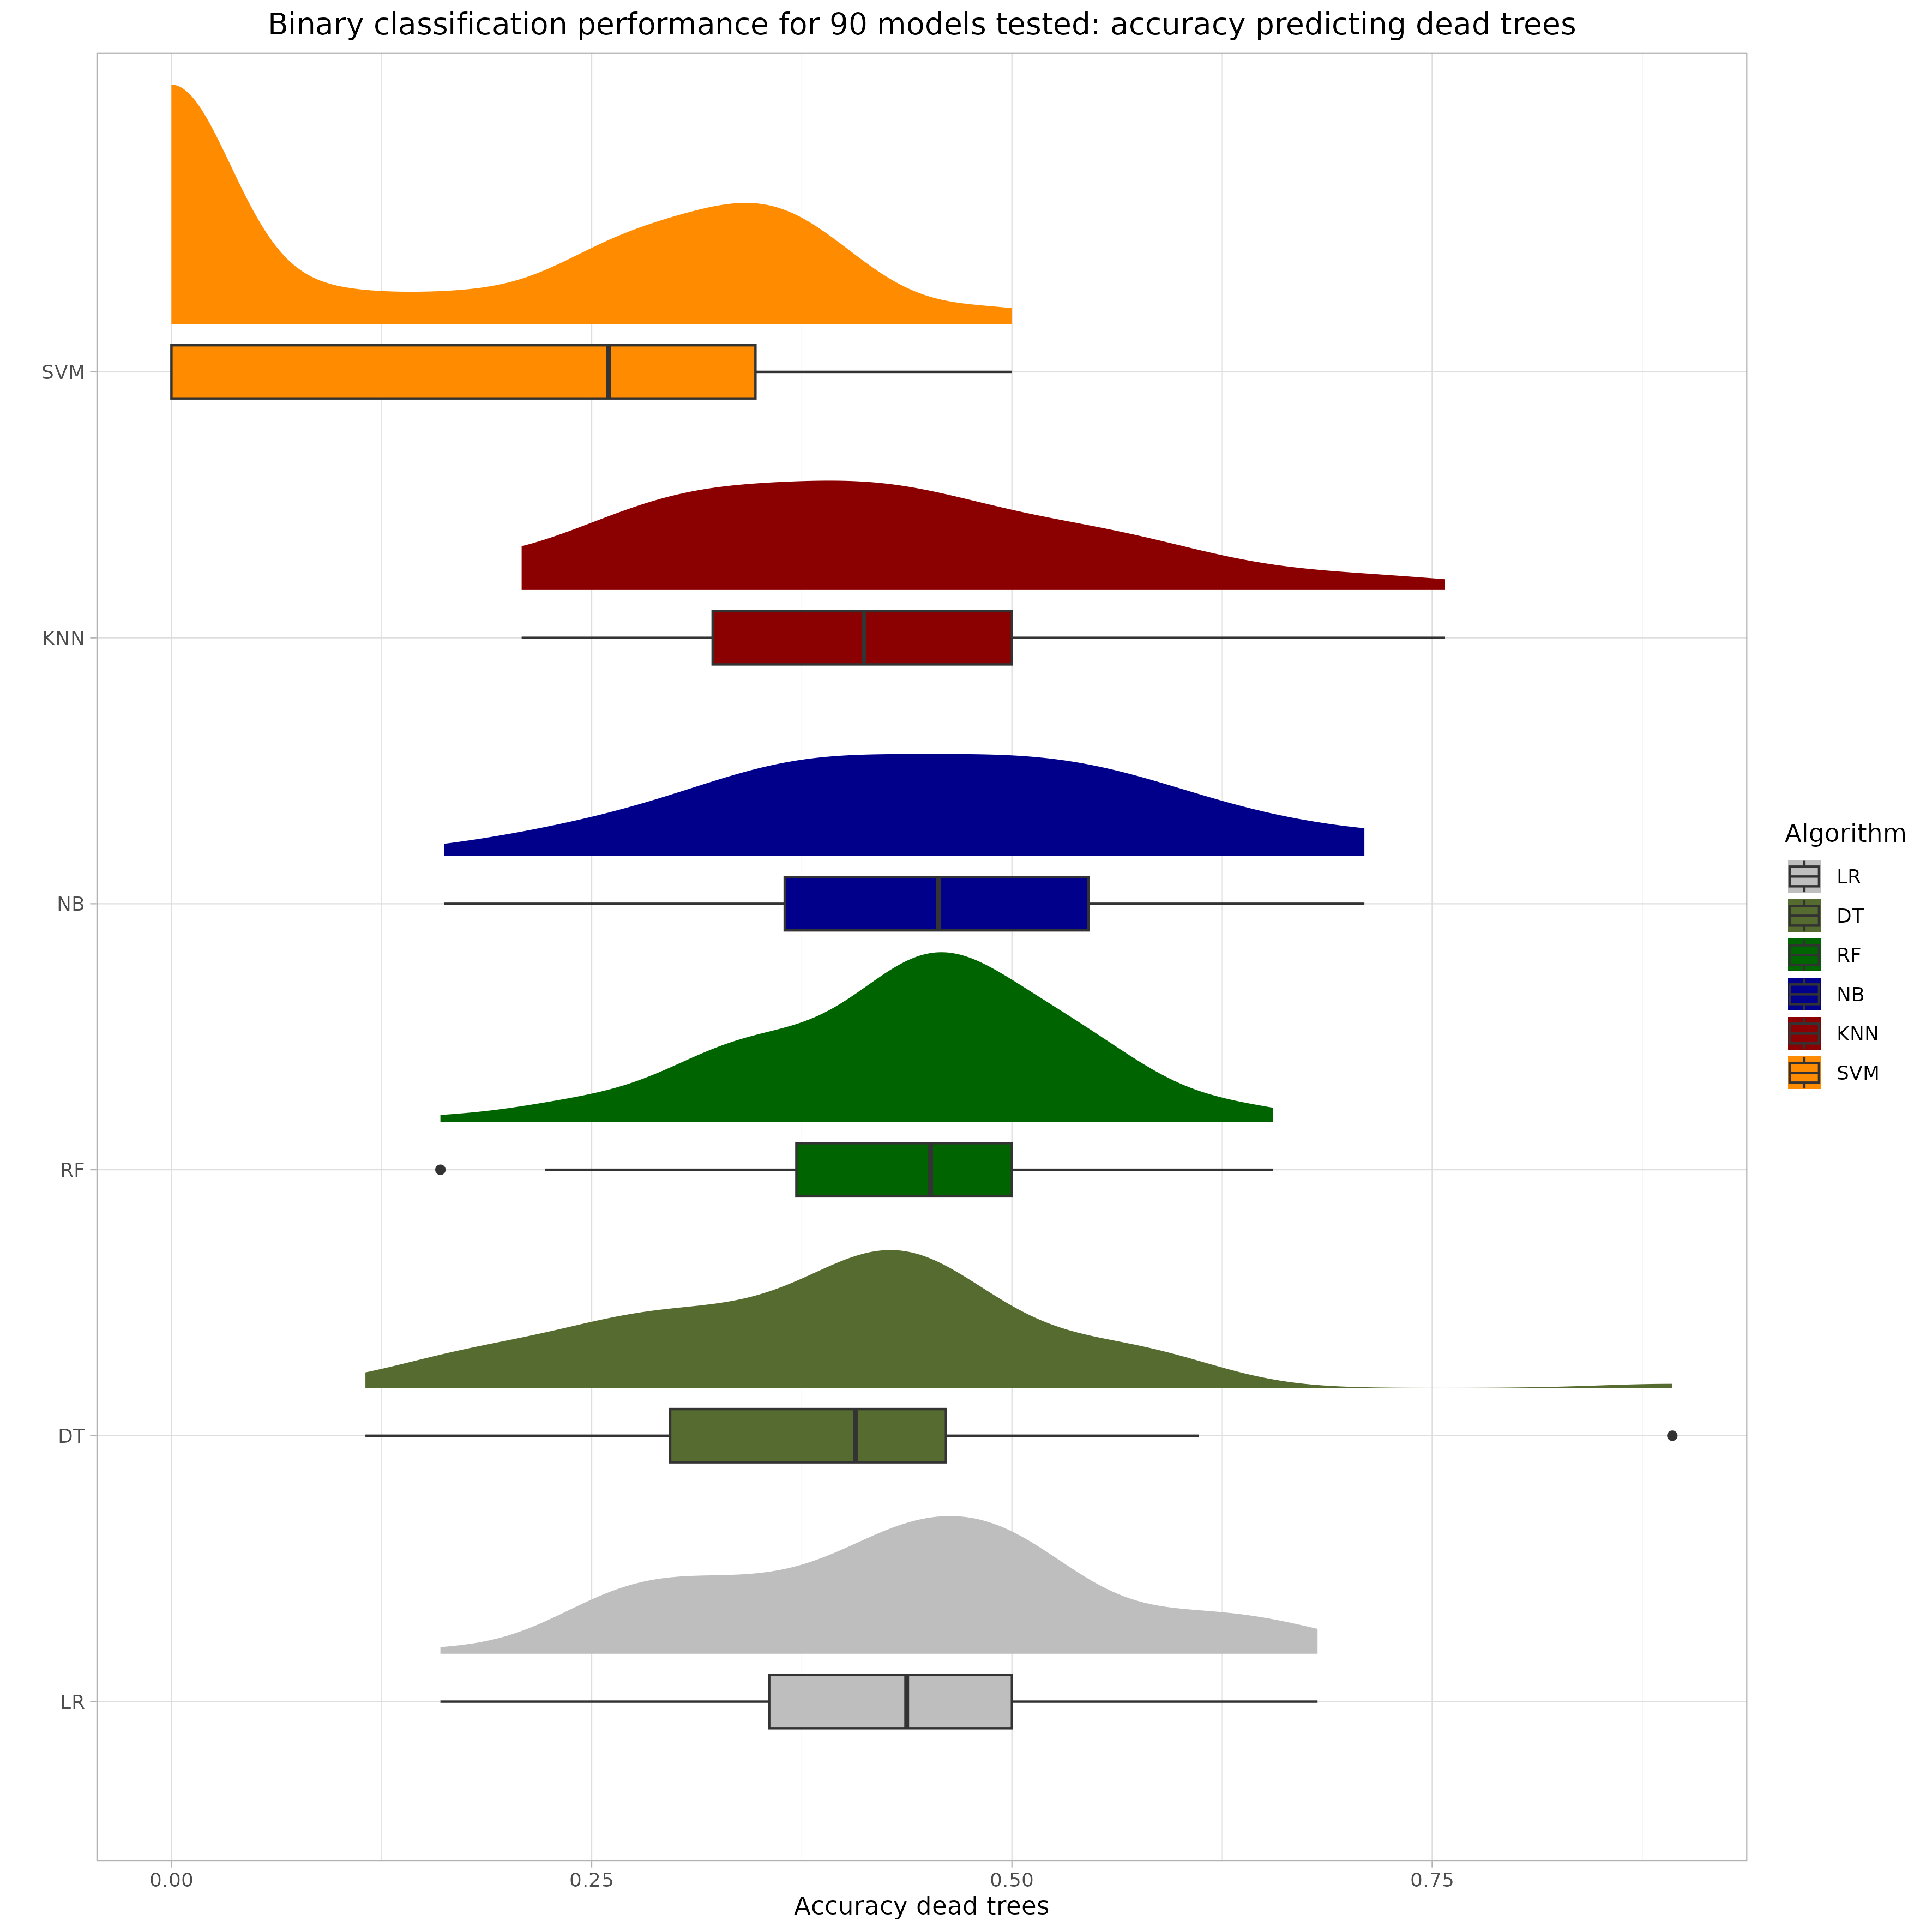 Binary classification performance for 90 models tested: accuracy predicting dead trees
SVM
KNN
NB
RF
DT
LR
0.00
0.25
0.50
0.75
Accuracy dead trees
Algorithm
LR
DT
RF
NB
KNN
SVM